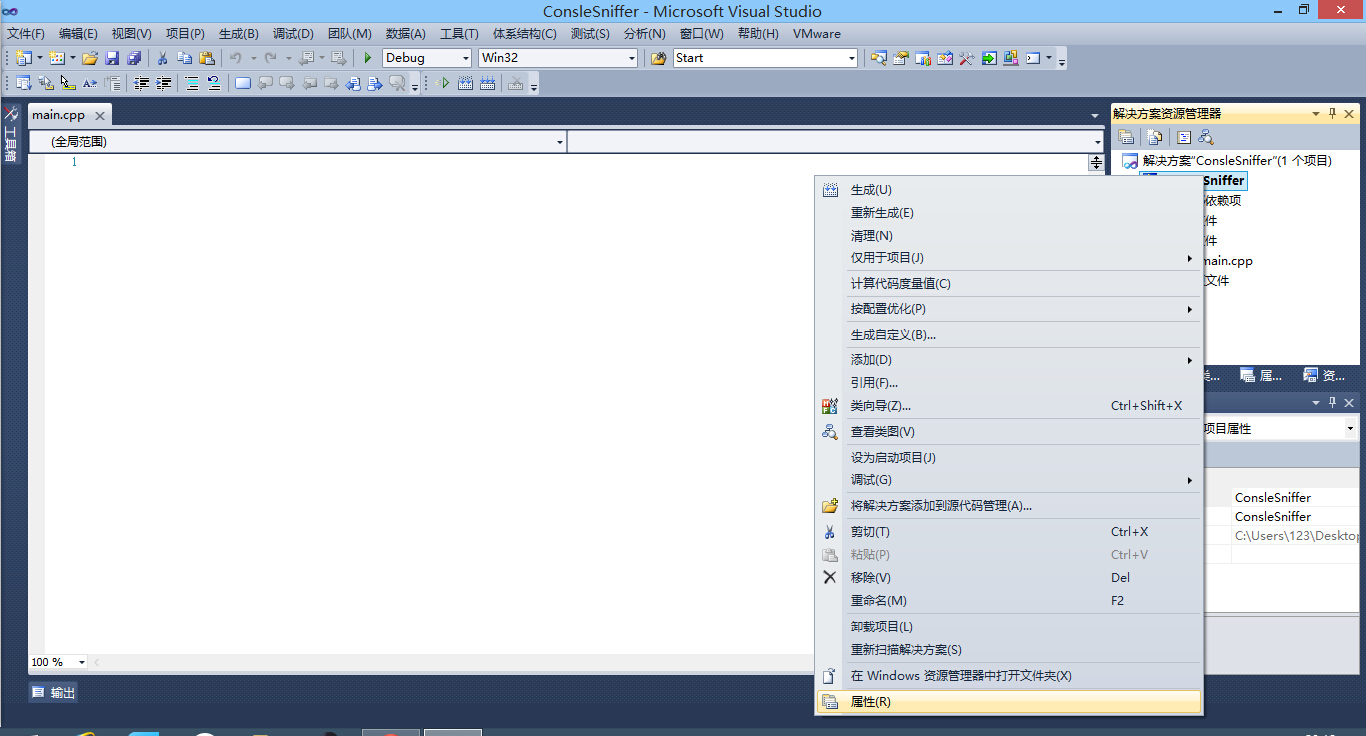 ConsleSniffer - Microsoft Visual Studio
文件(F) 编辑(E) 视图(V) 项目(P) 生成(B) 调试(D) 团队(M) 数据(A) 工具(T) 体系结构(C) 测试(S) 分析(N) 窗口(W) 帮助(H) VMware
Debug Win32 Start
main.cpp
工具箱
(全局范围)
1
解决方案资源管理器
解决方案"ConsleSniffer"(1 个项目)
Sniffer
依赖项
件
件
main.cpp
文件
生成(U)
重新生成(E)
清理(N)
仅用于项目(J)
计算代码度量值(C)
按配置优化(P)
生成自定义(B)...
添加(D)
引用(F)...
类向导(Z)... Ctrl+Shift+X
查看类图(V)
设为启动项目(J)
调试(G)
将解决方案添加到源代码管理(A)...
剪切(T) Ctrl+X
粘贴(P) Ctrl+V
移除(V) Del
重命名(M) F2
卸载项目(L)
重新扫描解决方案(S)
在 Windows 资源管理器中打开文件夹(X)
属性(R)
类... 属... 资...
项目属性
ConsleSniffer
ConsleSniffer
C:\Users\123\Desktop
100 %
输出